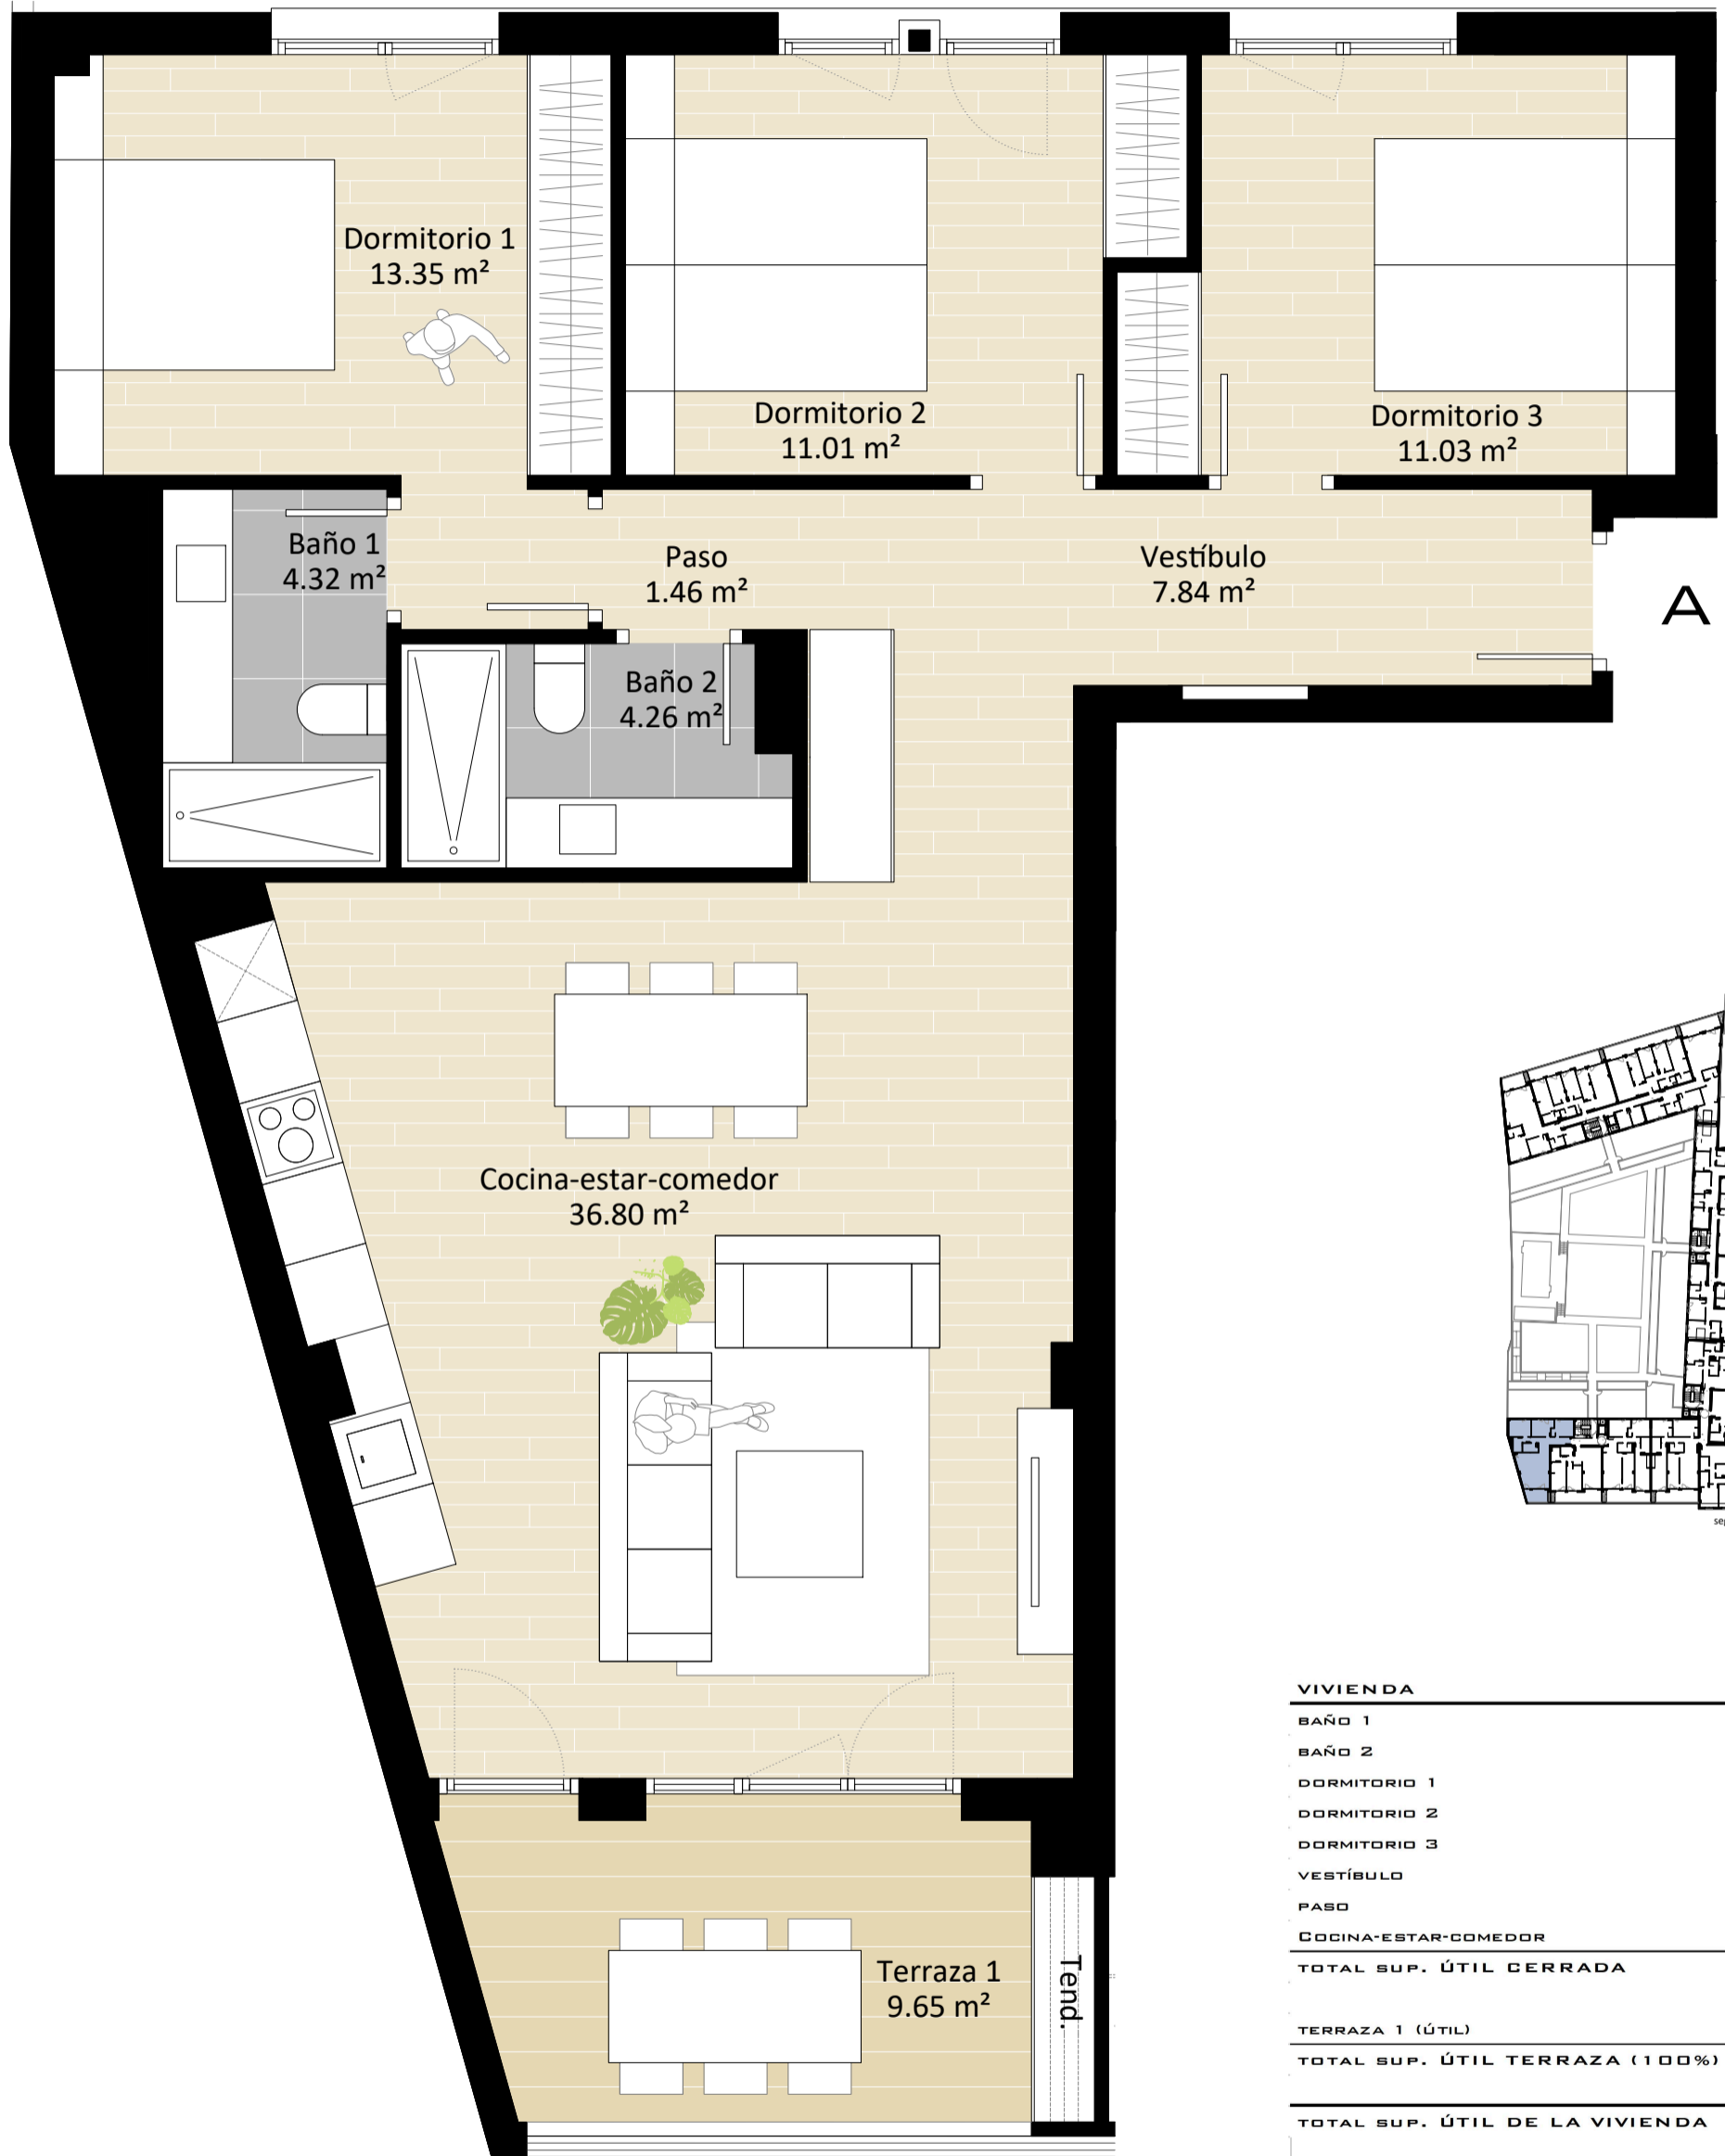 Dormitorio 1
13.35 m²
Dormitorio 2
11.01 m²
Dormitorio 3
11.03 m²
Baño 1
4.32 m²
Paso
1.46 m²
Vestíbulo
7.84 m²
A
Baño 2
4.26 m²
Cocina-estar-comedor
36.80 m²
Terraza 1
9.65 m²
Tend.
VIVIENDA
BAÑO 1
BAÑO 2
DORMITORIO 1
DORMITORIO 2
DORMITORIO 3
VESTÍBULO
PASO
COCINA-ESTAR-COMEDOR
TOTAL SUP. ÚTIL CERRADA
TERRAZA 1 (ÚTIL)
TOTAL SUP. ÚTIL TERRAZA (100%)
TOTAL SUP. ÚTIL DE LA VIVIENDA